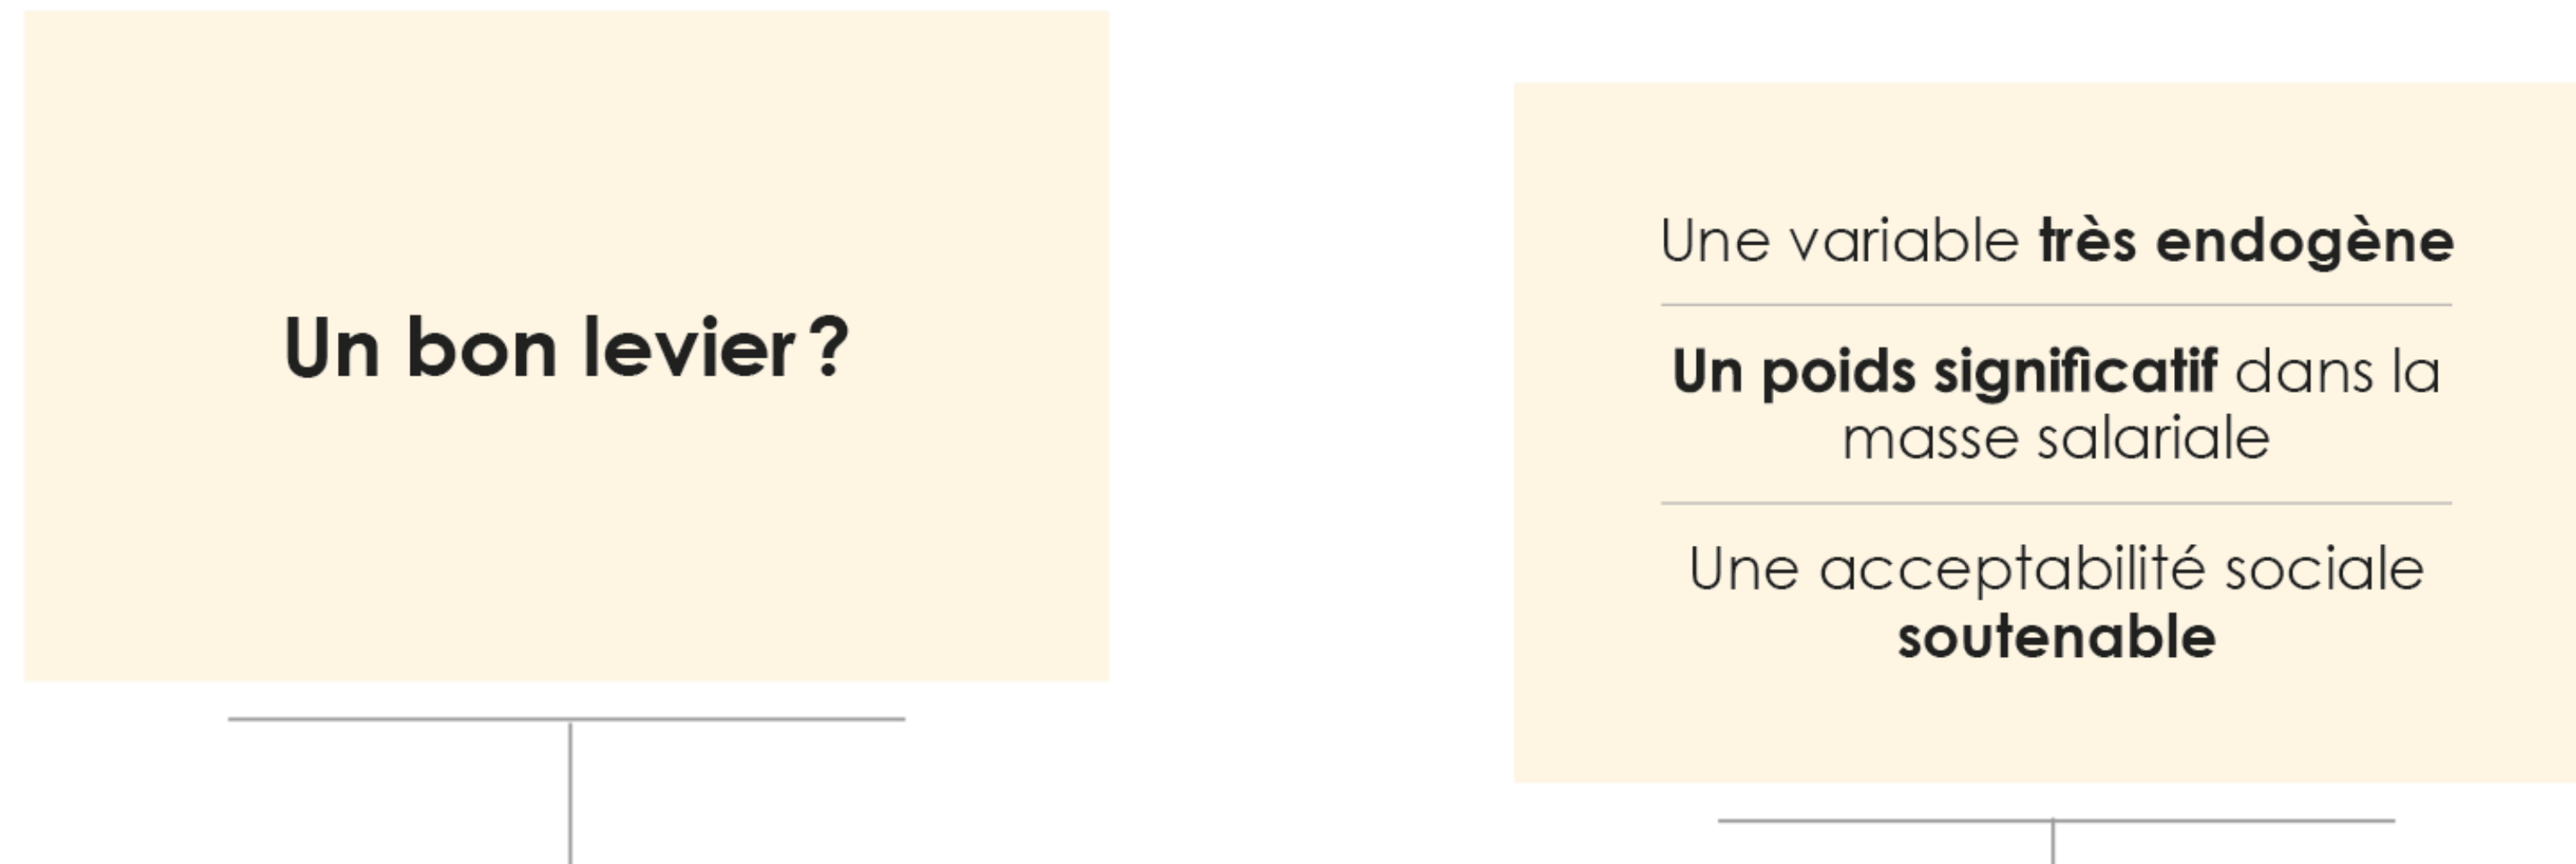 Un bon levier ?
Une variable très endogène
Un poids significatif dans la
masse salariale
Une acceptabilité sociale
soutenable